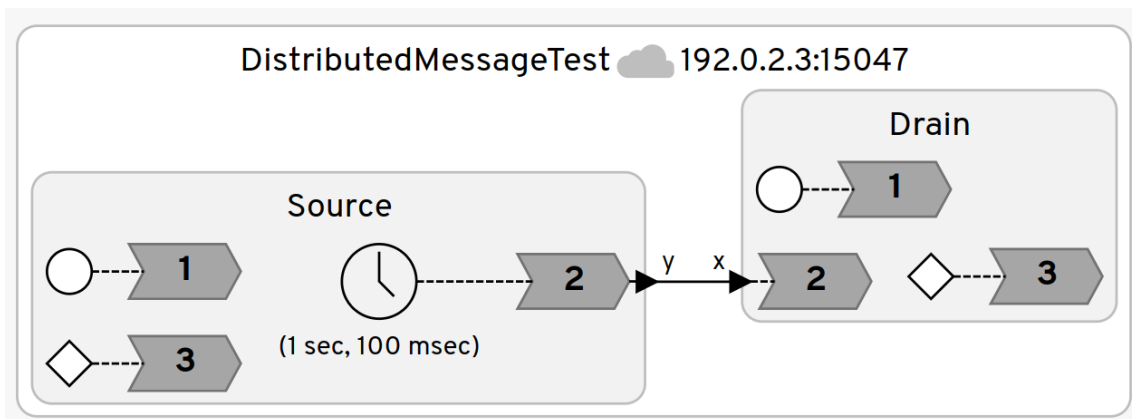 DistributedMessageTest 192.0.2.3:15047
Source
1
2
(1 sec, 100 msec)
3
y
x
Drain
1
2
3